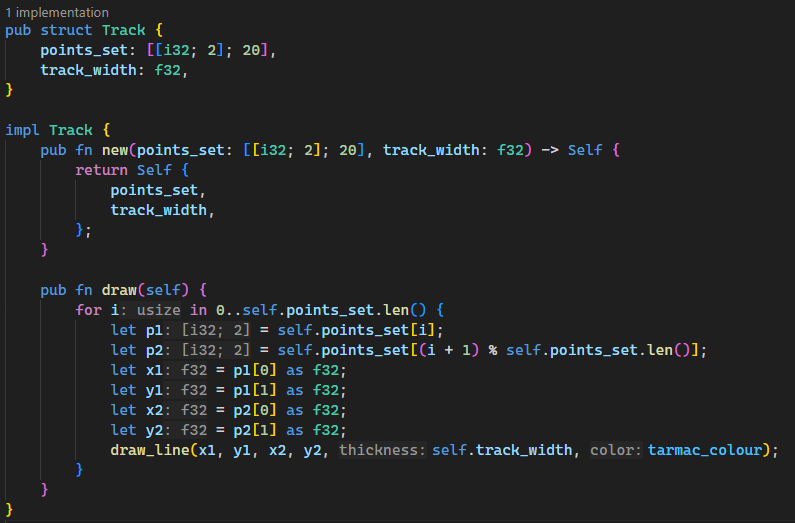 1 implementation
pub struct Track {
    points_set: [[i32; 2]; 20],
    track_width: f32,
}

impl Track {
    pub fn new(points_set: [[i32; 2]; 20], track_width: f32) -> Self {
        return Self {
            points_set,
            track_width,
        };
    }

    pub fn draw(self) {
        for i: usize in 0..self.points_set.len() {
            let p1: [i32; 2] = self.points_set[i];
            let p2: [i32; 2] = self.points_set[(i + 1) % self.points_set.len()];
            let x1: f32 = p1[0] as f32;
            let y1: f32 = p1[1] as f32;
            let x2: f32 = p2[0] as f32;
            let y2: f32 = p2[1] as f32;
            draw_line(x1, y1, x2, y2, thickness: self.track_width, color: tarmac_colour);
        }
    }
}